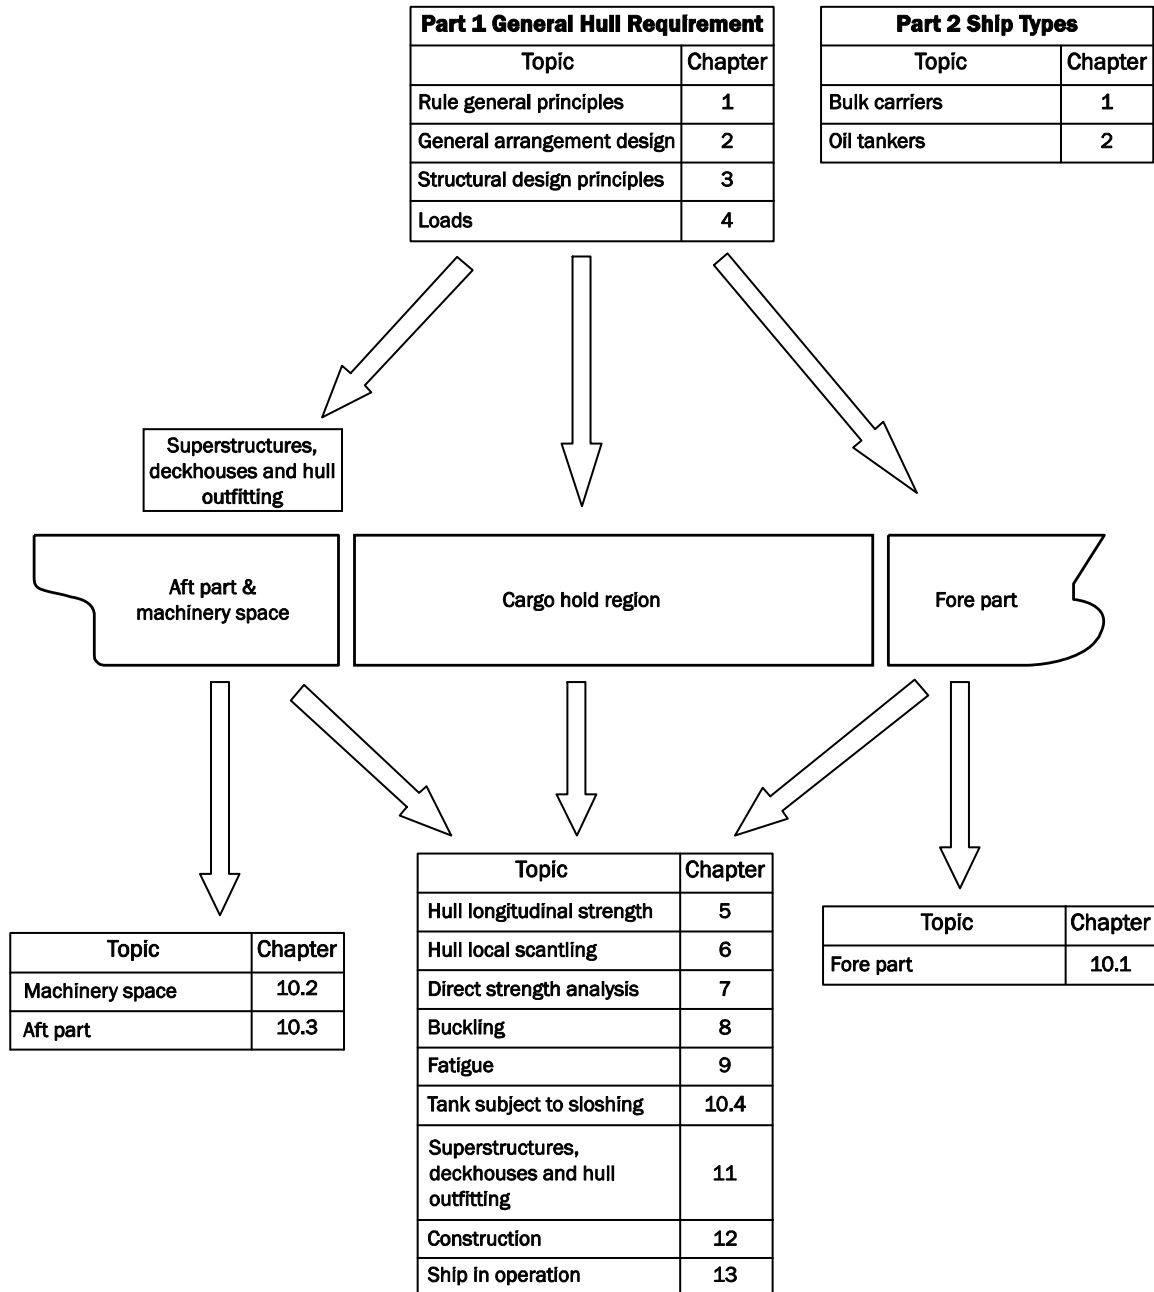 Part 1 General Hull Requirement
Topic Chapter
Rule general principles 1
General arrangement design 2
Structural design principles 3
Loads 4
Part 2 Ship Types
Topic Chapter
Bulk carriers 1
Oil tankers 2
Superstructures,
deckhouses and hull
outfitting
Aft part &
machinery space
Cargo hold region
Fore part
Topic Chapter
Machinery space 10.2
Aft part 10.3
Topic Chapter
Hull longitudinal strength 5
Hull local scantling 6
Direct strength analysis 7
Buckling 8
Fatigue 9
Tank subject to sloshing 10.4
Superstructures,
deckhouses and hull 11
outfitting
Construction 12
Ship in operation 13
Topic Chapter
Fore part 10.1